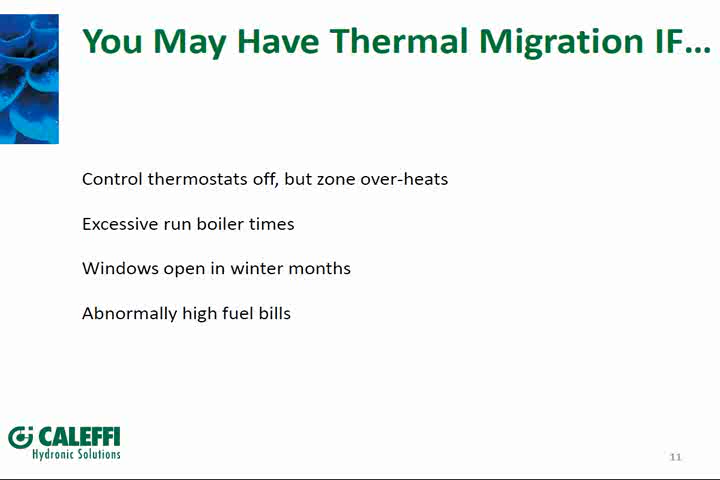 You May Have Thermal Migration IF...
Control thermostats off, but zone over-heats
Excessive run boiler times
Windows open in winter months
Abnormally high fuel bills
CALEFFI
Hydronic Solutions
11